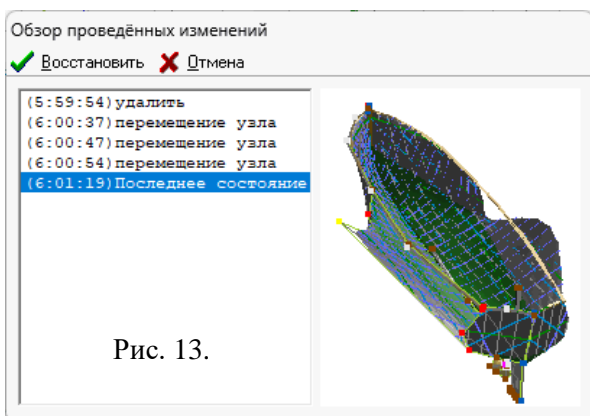 Обзор проведённых изменений
Восстановить Отмена
(5:59:54)удалить
(6:00:37)перемещение узла
(6:00:47)перемещение узла
(6:00:54)перемещение узла
(6:01:19)Последнее состояние
Рис. 13.